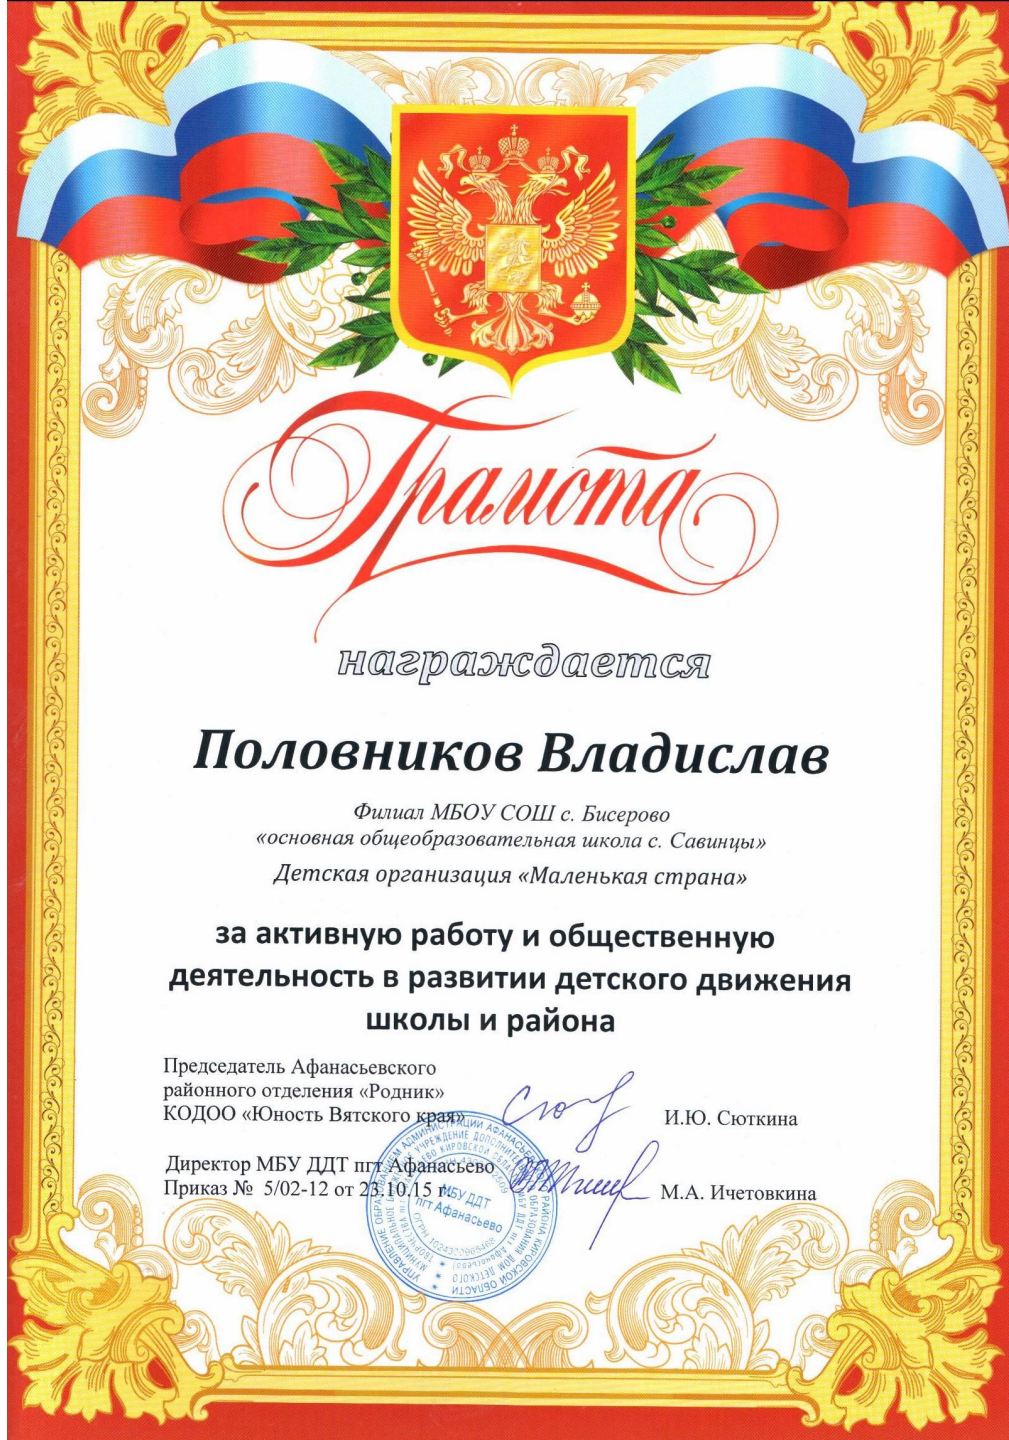 Грамота
награждается
Половников Владислав
Филиал МБОУ СОШ с. Бисерово
«основная общеобразовательная школа с. Савинцы»
Детская организация «Маленькая страна»
за активную работу и общественную
деятельность в развитии детского движения
школы и района
Председатель Афанасьевского
районного отделения «Родник»
КОДОО «Юность Вятского края»
И.Ю. Сюткина
Директор МБУ ДДТ пгт Афанасьево
Приказ № 5/02-12 от 23.10.15 г.
М.А. Ичетовкина
МБУ ДДТ
пгт Афанасьево